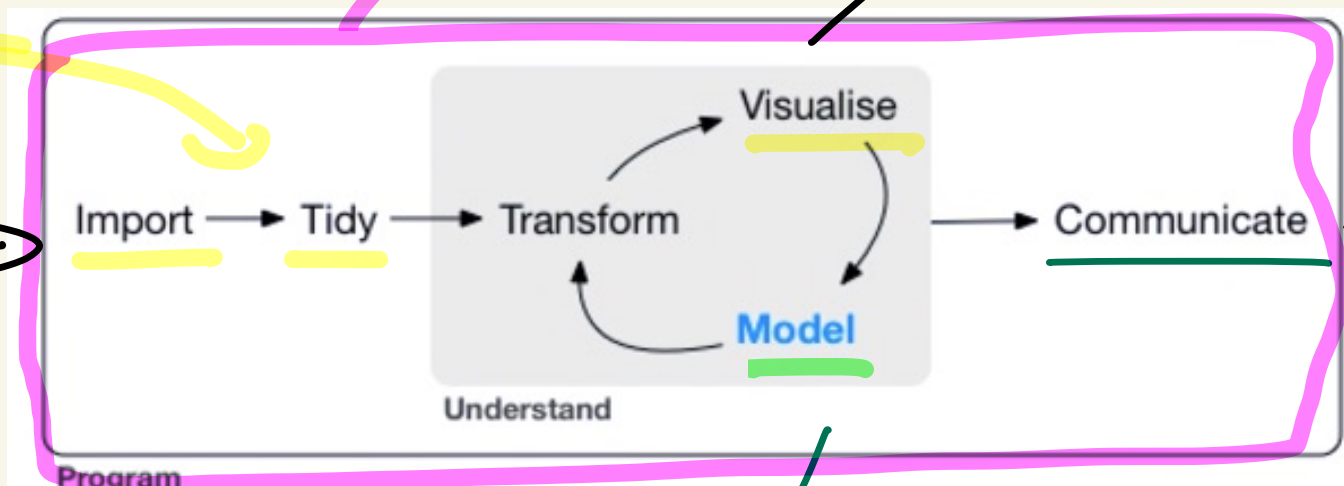 Visualise
Import Tidy Transform Communicate
Model
Understand
Program